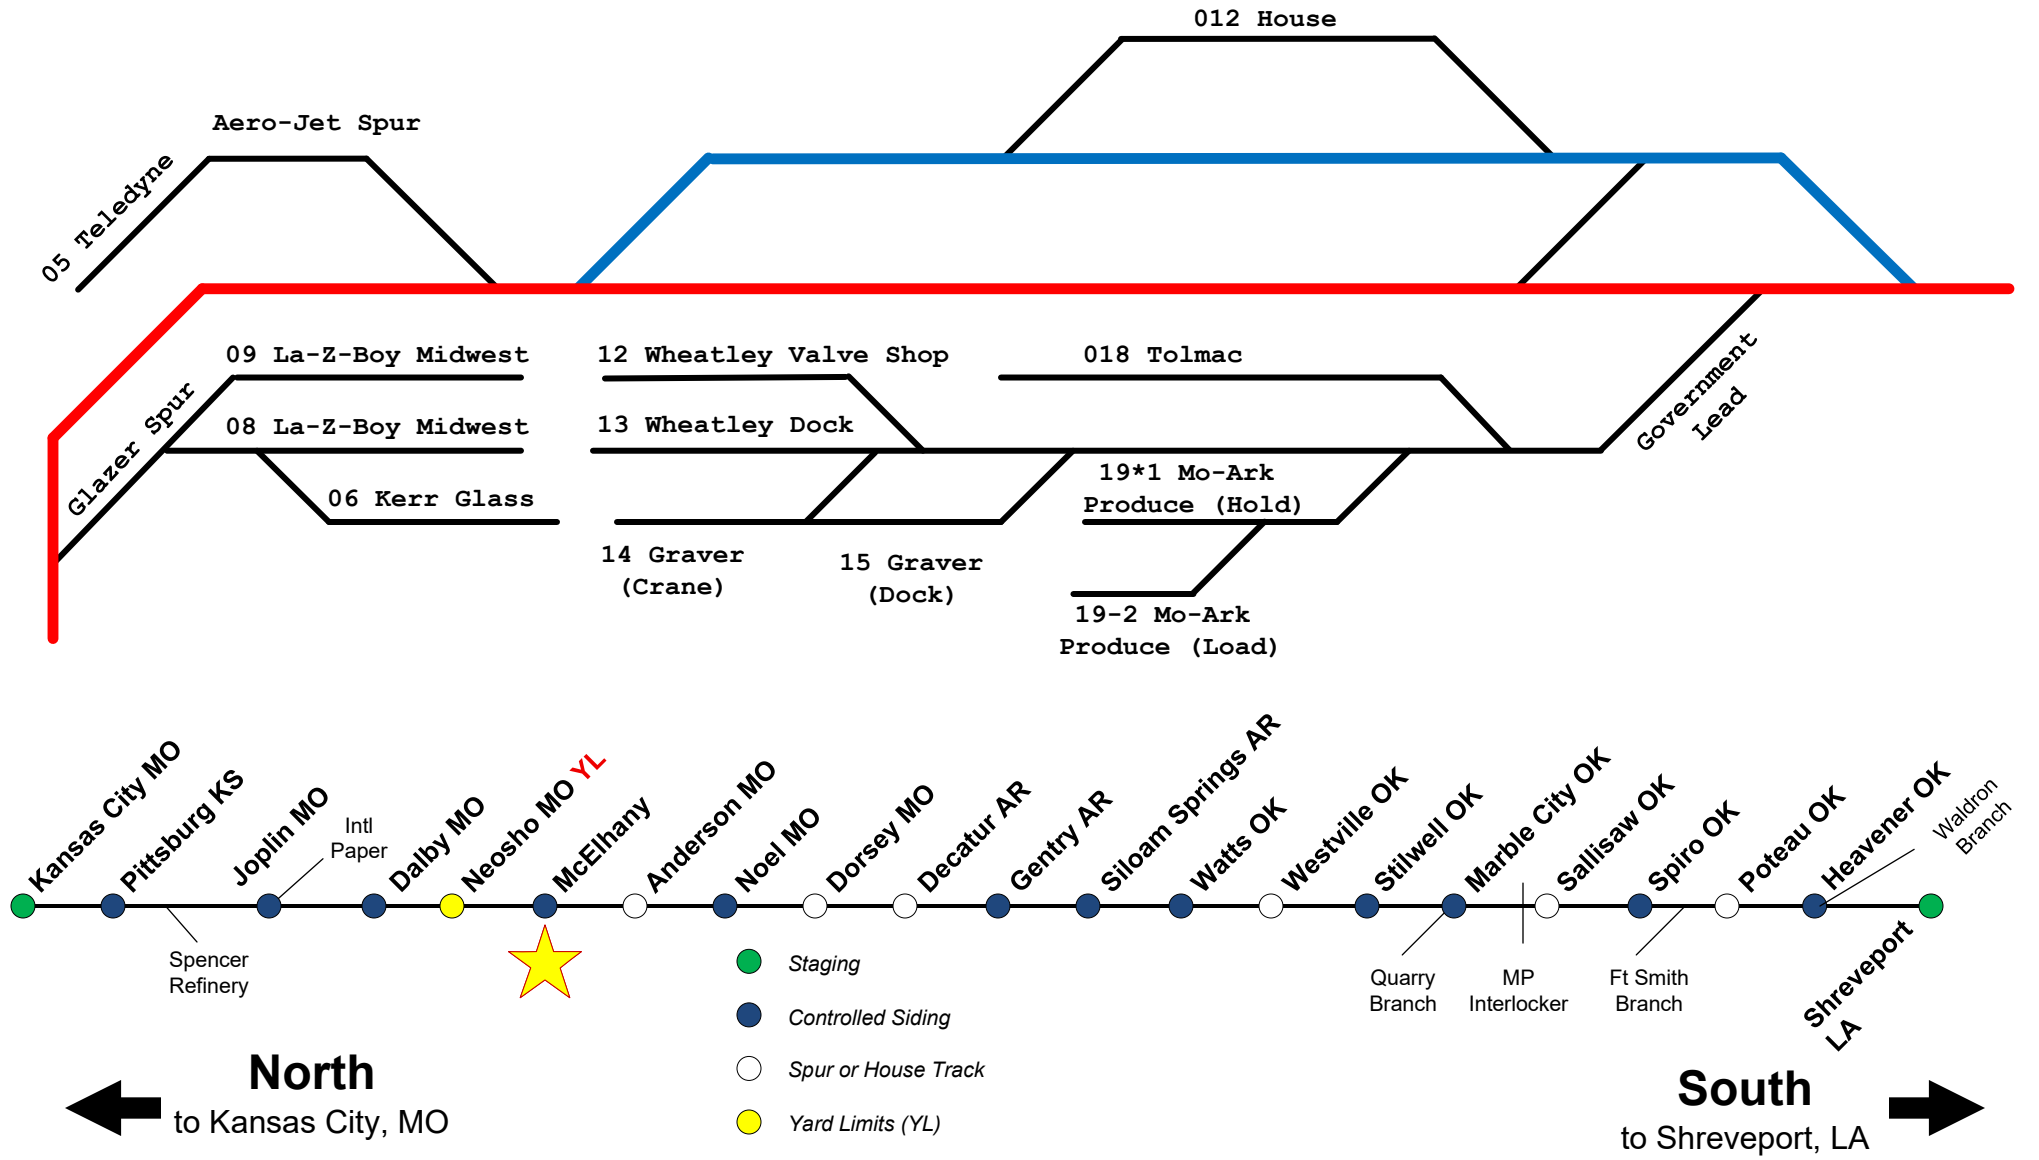 012 House
Aero-Jet Spur
05 Teledyne
09 La-Z-Boy Midwest
12 Wheatley Valve Shop
018 Tolmac
Glazer Spur
08 La-Z-Boy Midwest
13 Wheatley Dock
Government
Lead
06 Kerr Glass
19*1 Mo-Ark
Produce (Hold)
14 Graver
(Crane)
15 Graver
(Dock)
19-2 Mo-Ark
Produce (Load)
Kansas City MO
Pittsburg KS
Joplin MO
Intl
Paper
Dalby MO
Neosho MO YL
McElhany
Anderson MO
Noel MO
Dorsey MO
Decatur AR
Gentry AR
Siloam Springs AR
Watts OK
Westville OK
Stilwell OK
Marble City OK
Sallisaw OK
Spiro OK
Poteau OK
Heavener OK
Waldron
Branch
Shreveport
LA
Spencer
Refinery
Quarry
Branch
MP
Interlocker
Ft Smith
Branch
Staging
Controlled Siding
Spur or House Track
Yard Limits (YL)
North
to Kansas City, MO
South
to Shreveport, LA